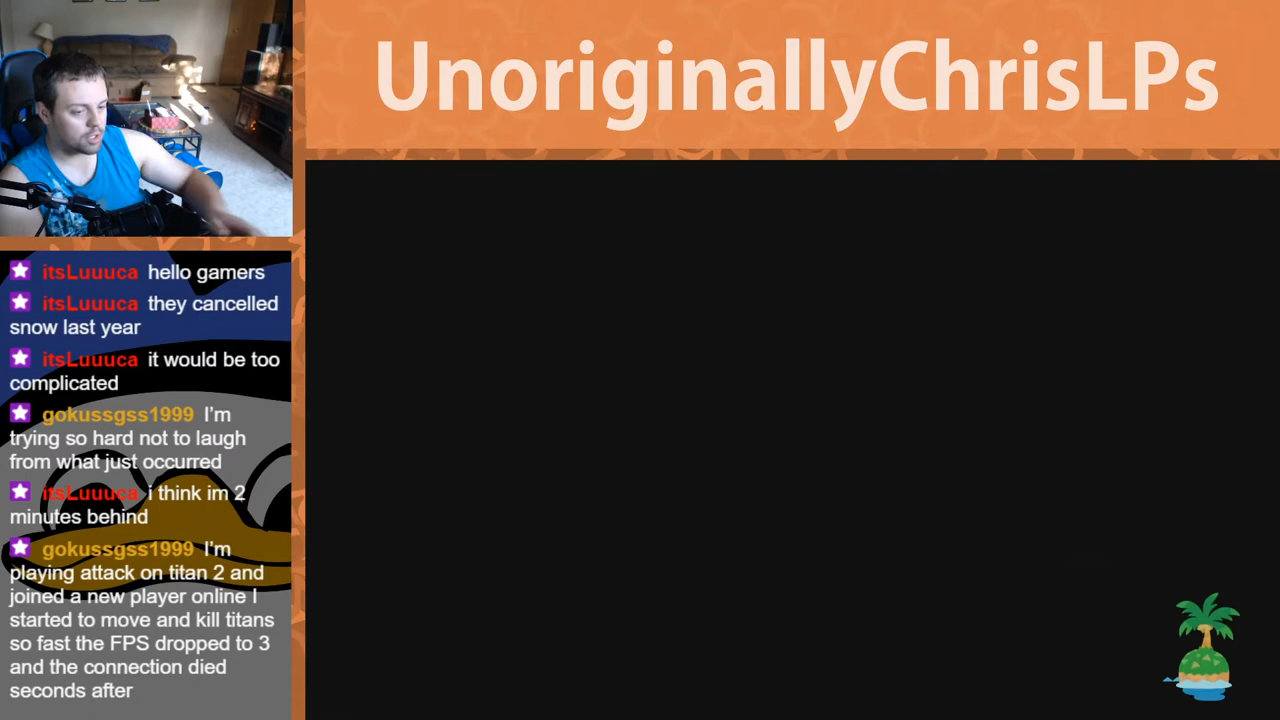 UnoriginallyChrisLPs
itsLuuuca hello gamers
itsLuuuca they cancelled
snow last year
itsLuuuca it would be too
complicated
gokussgss1999 I'm
trying so hard not to laugh
from what just occurred
itsLuuuca i think im 2
minutes behind
gokussgss1999 I'm
playing attack on titan 2 and
joined a new player online I
started to move and kill titans
so fast the FPS dropped to 3
and the connection died
seconds after